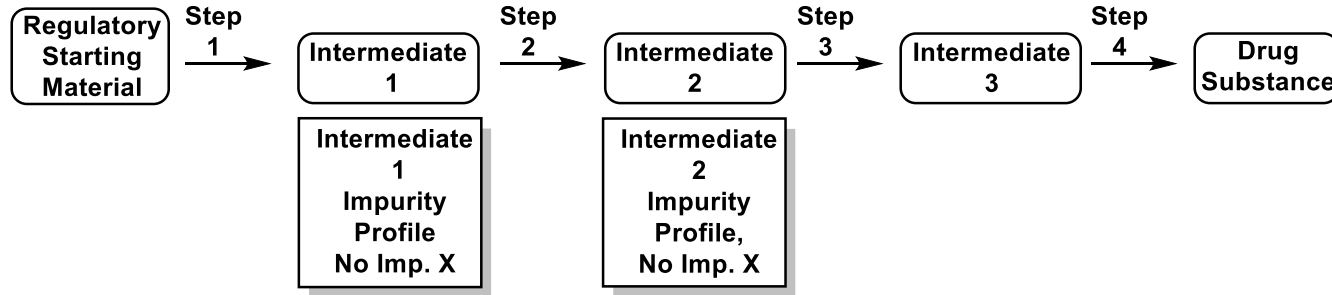 Regulatory
Starting
Material
Step
1
Intermediate
1
Step
2
Intermediate
2
Step
3
Intermediate
3
Step
4
Drug
Substance
Intermediate
1
Impurity
Profile
No Imp. X
Intermediate
2
Impurity
Profile,
No Imp. X